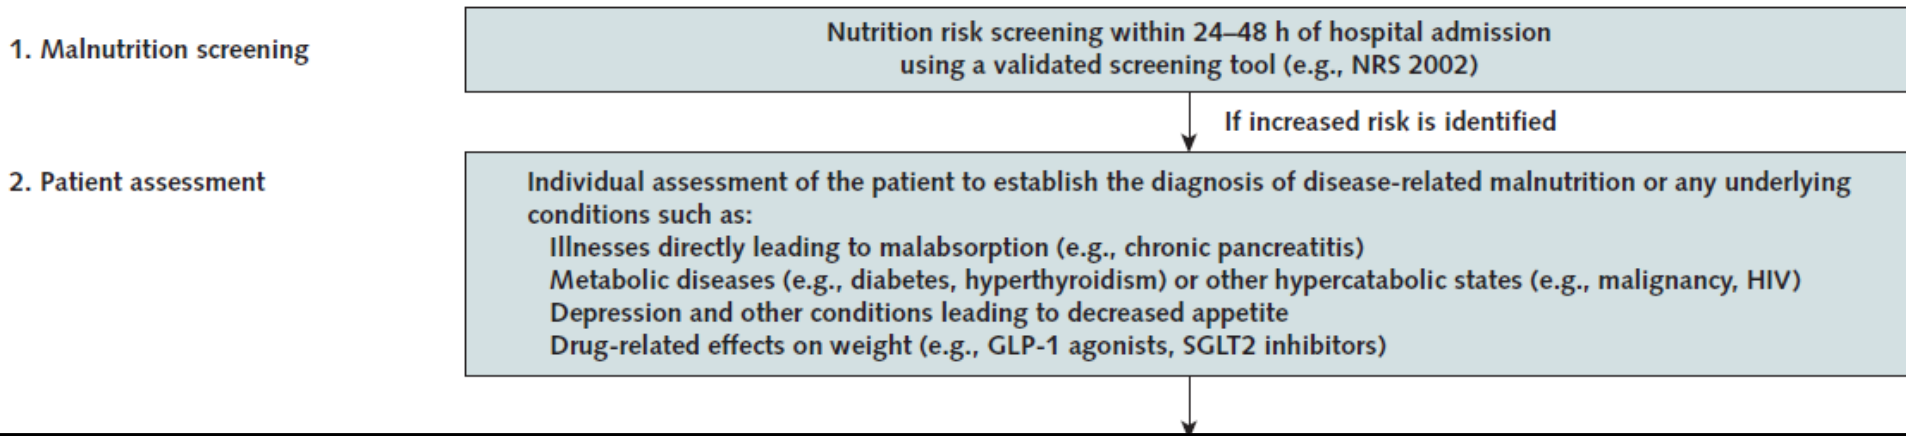 1. Malnutrition screening
Nutrition risk screening within 24–48 h of hospital admission
using a validated screening tool (e.g., NRS 2002)
If increased risk is identified
2. Patient assessment
Individual assessment of the patient to establish the diagnosis of disease-related malnutrition or any underlying
conditions such as:
Illnesses directly leading to malabsorption (e.g., chronic pancreatitis)
Metabolic diseases (e.g., diabetes, hyperthyroidism) or other hypercatabolic states (e.g., malignancy, HIV)
Depression and other conditions leading to decreased appetite
Drug-related effects on weight (e.g., GLP-1 agonists, SGLT2 inhibitors)